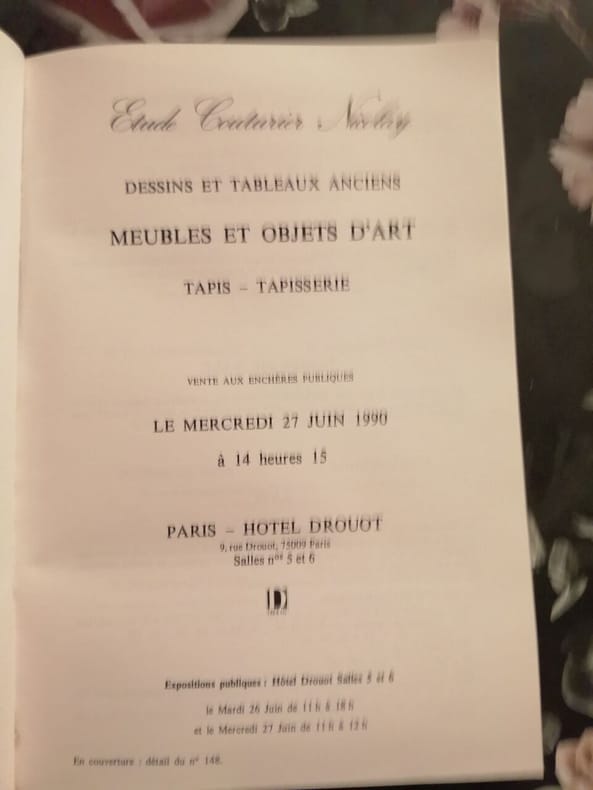 Etude Couturier Nicolay
DESSINS ET TABLEAUX ANCIENS
MEUBLES ET OBJETS D'ART
TAPIS – TAPISSERIE
VENTE AUX ENCHÈRES PUBLIQUES
LE MERCREDI 27 JUIN 1990
à 14 heures 15
PARIS – HOTEL DROUOT
9, rue Drouot, 75009 Paris
Salles nos 5 et 6
D
Expositions publiques : Hôtel Drouot Salles 5 et 6
le Mardi 26 Juin de 11 h à 18 h
et le Mercredi 27 Juin de 11 h à 12 h
En couverture : détail du n° 148.